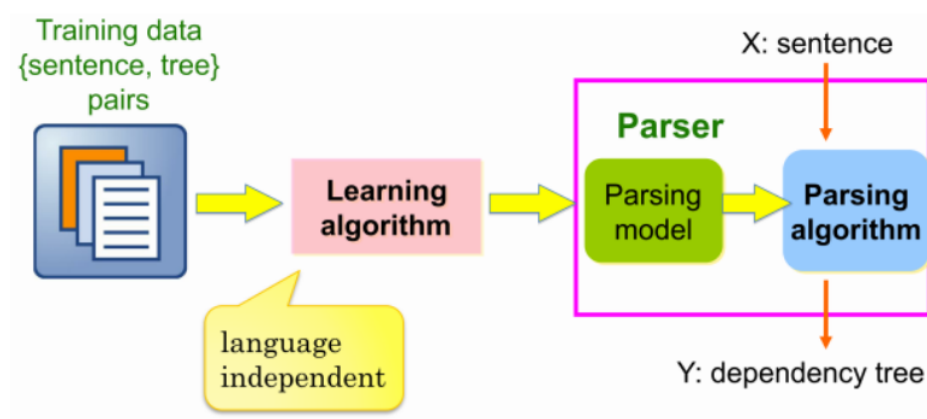 Training data
{sentence, tree}
pairs
X: sentence
Parser
Learning
algorithm
Parsing
model
Parsing
algorithm
language
independent
Y: dependency tree